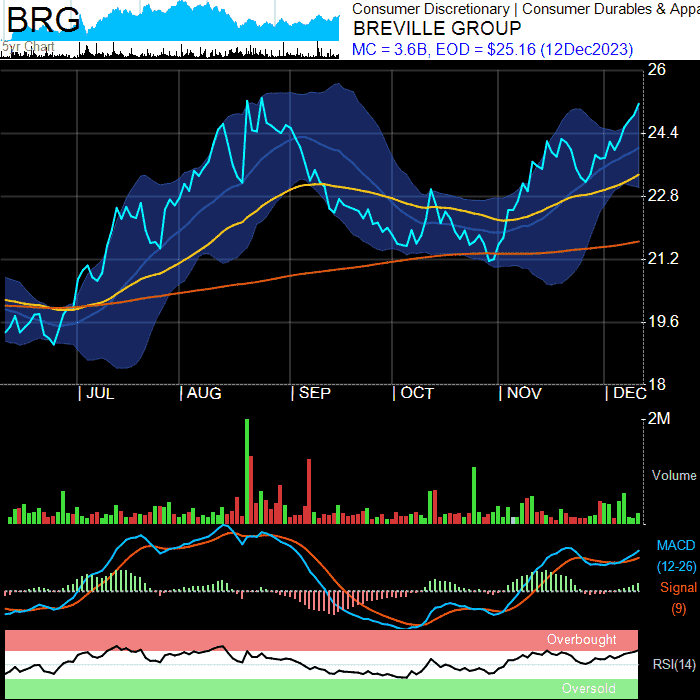 BRG
5yr Chart
Consumer Discretionary | Consumer Durables & Appa
BREVILLE GROUP
MC = 3.6B, EOD = $25.16 (12Dec2023)
26
24.4
22.8
21.2
19.6
18
| JUL | AUG | SEP | OCT | NOV | DEC
2M
Volume
MACD
(12-26)
Signal
(9)
Overbought
RSI(14)
Oversold